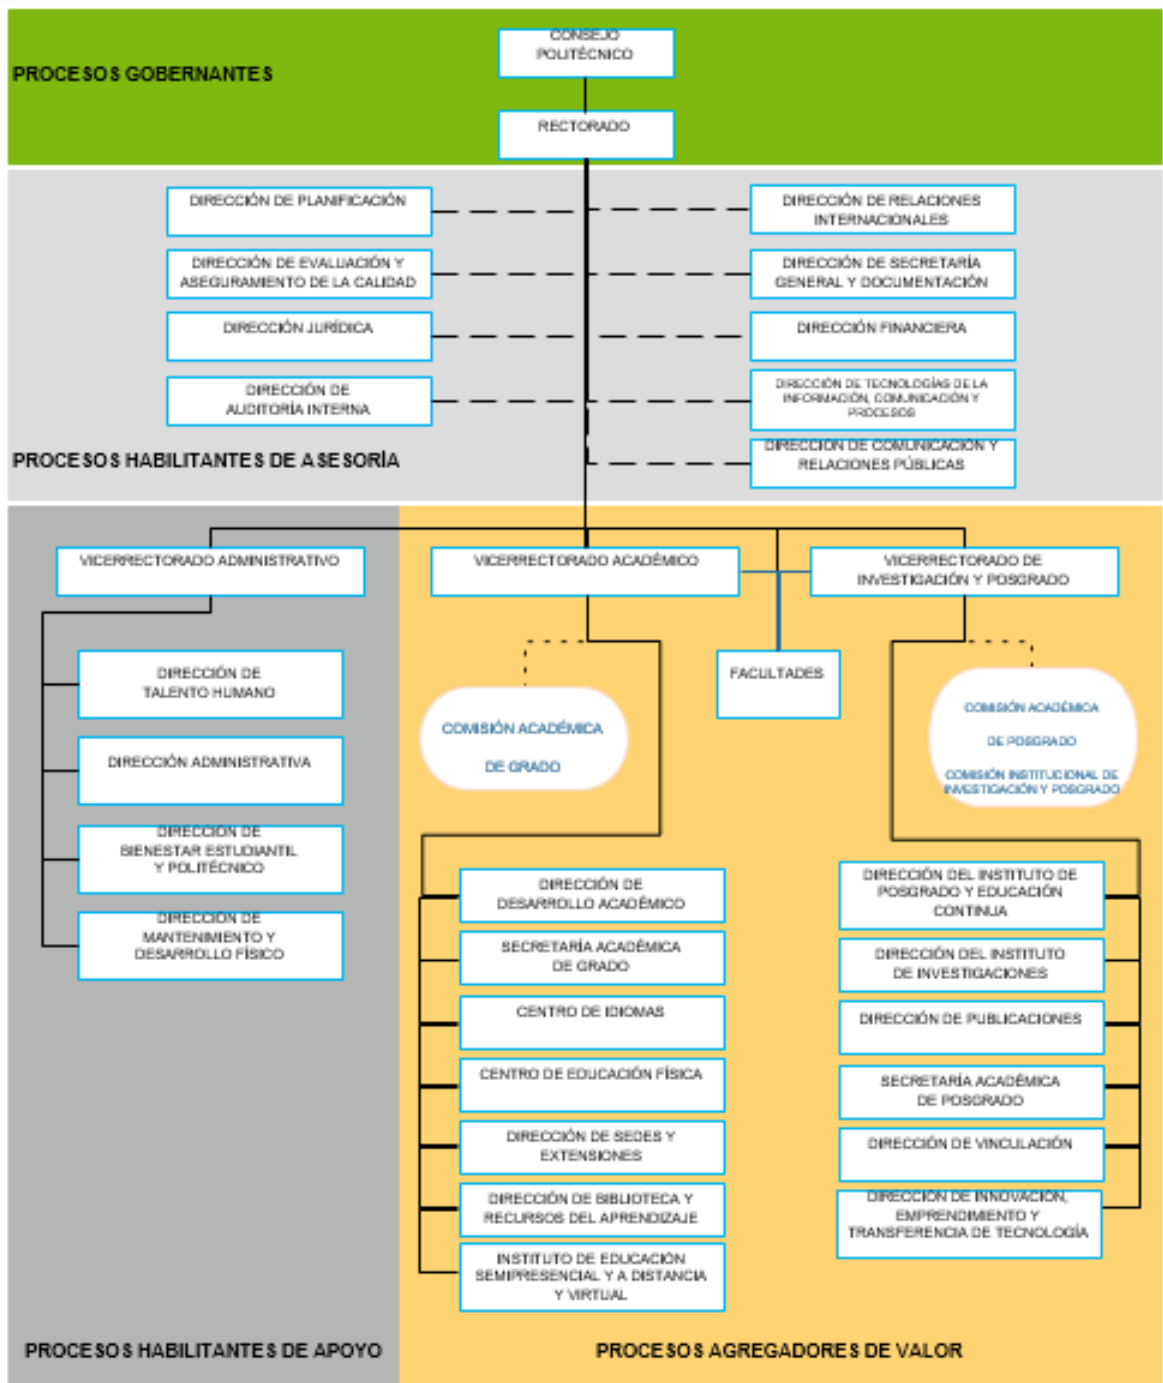 CONSEJO
POLITÉCNICO
PROCESOS GOBERNANTES
RECTORADO
DIRECCIÓN DE PLANIFICACIÓN
DIRECCIÓN DE RELACIONES
INTERNACIONALES
DIRECCIÓN DE EVALUACIÓN Y
ASEGURAMIENTO DE LA CALIDAD
DIRECCIÓN DE SECRETARÍA
GENERAL Y DOCUMENTACIÓN
DIRECCIÓN JURÍDICA
DIRECCIÓN FINANCIERA
DIRECCIÓN DE
AUDITORÍA INTERNA
DIRECCIÓN DE TECNOLOGÍAS DE LA
INFORMACIÓN, COMUNICACIÓN Y
PROCESOS
DIRECCIÓN DE COMUNICACIÓN Y
RELACIONES PÚBLICAS
PROCESOS HABILITANTES DE ASESORÍA
VICERRECTORADO ADMINISTRATIVO
VICERRECTORADO ACADÉMICO
VICERRECTORADO DE
INVESTIGACIÓN Y POSGRADO
DIRECCIÓN DE
TALENTO HUMANO
DIRECCIÓN ADMINISTRATIVA
DIRECCIÓN DE
BIENESTAR ESTUDIANTIL
Y POLITÉCNICO
DIRECCIÓN DE
MANTENIMIENTO Y
DESARROLLO FÍSICO
COMISIÓN ACADÉMICA
DE GRADO
FACULTADES
COMISIÓN ACADÉMICA
DE POSGRADO
COMISIÓN INSTITUCIONAL DE
INVESTIGACIÓN Y POSGRADO
DIRECCIÓN DE
DESARROLLO ACADÉMICO
SECRETARÍA ACADÉMICA
DE GRADO
CENTRO DE IDIOMAS
CENTRO DE EDUCACIÓN FÍSICA
DIRECCIÓN DE SEDES Y
EXTENSIONES
DIRECCIÓN DE BIBLIOTECA Y
RECURSOS DEL APRENDIZAJE
INSTITUTO DE EDUCACIÓN
SEMIPRESENCIAL Y A DISTANCIA
Y VIRTUAL
DIRECCIÓN DEL INSTITUTO DE
POSGRADO Y EDUCACIÓN
CONTINUA
DIRECCIÓN DEL INSTITUTO
DE INVESTIGACIONES
DIRECCIÓN DE PUBLICACIONES
SECRETARÍA ACADÉMICA
DE POSGRADO
DIRECCIÓN DE VINCULACIÓN
DIRECCIÓN DE INNOVACIÓN,
EMPRENDIMIENTO Y
TRANSFERENCIA DE TECNOLOGÍA
PROCESOS HABILITANTES DE APOYO
PROCESOS AGREGADORES DE VALOR